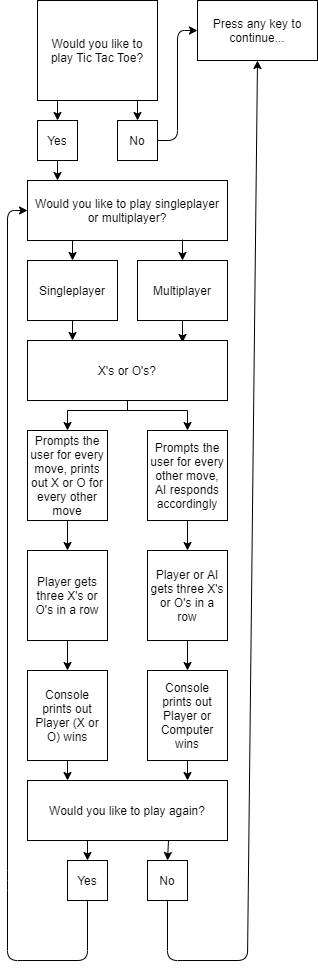 Would you like to
play Tic Tac Toe?
Press any key to
continue...
Yes
No
Would you like to play singleplayer
or multiplayer?
Singleplayer
Multiplayer
X's or O's?
Prompts the
user for every
move, prints
out X or O for
every other
move
Prompts the
user for every
other move,
AI responds
accordingly
Player gets
three X's or
O's in a row
Player or AI
gets three X's
or O's in a
row
Console
prints out
Player (X or
O) wins
Console
prints out
Player or
Computer
wins
Would you like to play again?
Yes
No